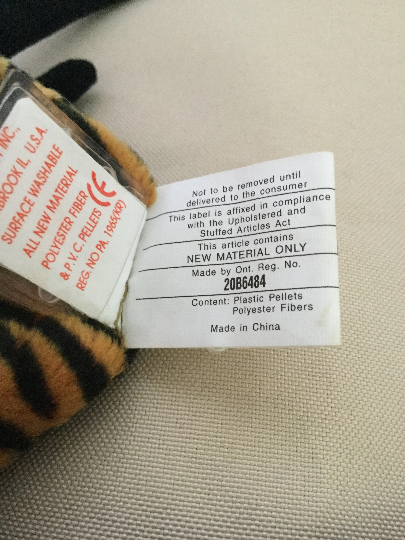 INC.,
BROOK IL. U.S.A.
SURFACE WASHABLE
ALL NEW MATERIAL
POLYESTER FIBER
& P.V.C. PELLETS CE
REG. NO PA. 1965(KR)
Not to be removed until
delivered to the consumer
This label is affixed in compliance
with the Upholstered and
Stuffed Articles Act
This article contains
NEW MATERIAL ONLY
Made by Ont. Reg. No.
20B6484
Content: Plastic Pellets
Polyester Fibers
Made in China